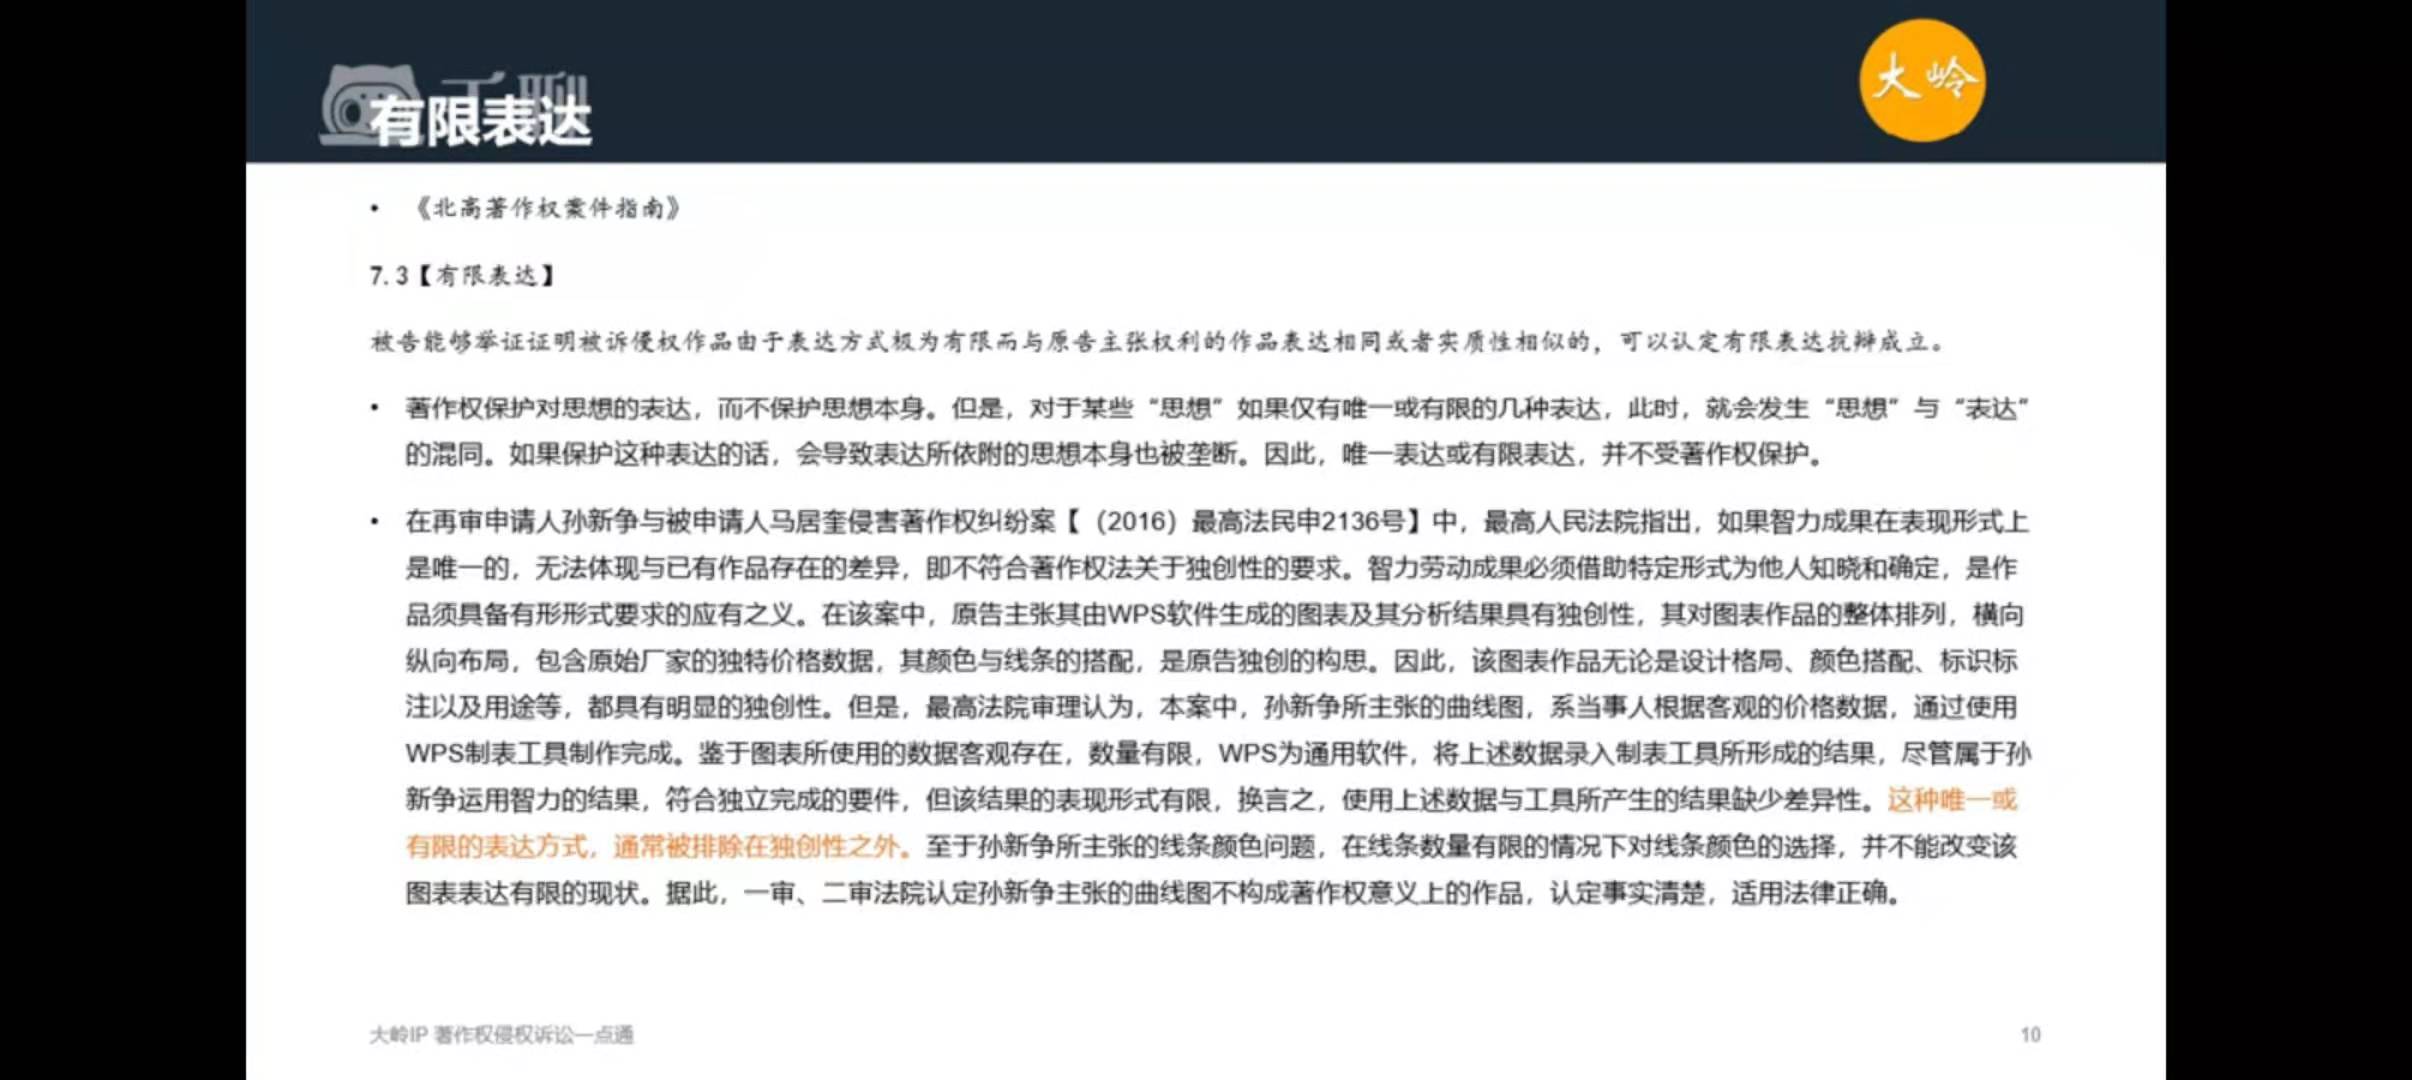 千聊
有限表达
大岭
• 《北高著作权案件指南》
7.3【有限表达】
被告能够举证证明被诉侵权作品由于表达方式极为有限而与原告主张权利的作品表达相同或者实质性相似的，可以认定有限表达抗辩成立。
• 著作权保护对思想的表达，而不保护思想本身。但是，对于某些“思想”如果仅有唯一或有限的几种表达，此时，就会发生“思想”与“表达”
的混同。如果保护这种表达的话，会导致表达所依附的思想本身也被垄断。因此，唯一表达或有限表达，并不受著作权保护。
• 在再审申请人孙新争与被申请人马居奎侵害著作权纠纷案【（2016）最高法民申2136号】中，最高人民法院指出，如果智力成果在表现形式上
是唯一的，无法体现与已有作品存在的差异，即不符合著作权法关于独创性的要求。智力劳动成果必须借助特定形式为他人知晓和确定，是作
品须具备有形形式要求的应有之义。在该案中，原告主张其由WPS软件生成的图表及其分析结果具有独创性，其对图表作品的整体排列，横向
纵向布局，包含原始厂家的独特价格数据，其颜色与线条的搭配，是原告独创的构思。因此，该图表作品无论是设计格局、颜色搭配、标识标
注以及用途等，都具有明显的独创性。但是，最高法院审理认为，本案中，孙新争所主张的曲线图，系当事人根据客观的价格数据，通过使用
WPS制表工具制作完成。鉴于图表所使用的数据客观存在，数量有限，WPS为通用软件，将上述数据录入制表工具所形成的结果，尽管属于孙
新争运用智力的结果，符合独立完成的要件，但该结果的表现形式有限，换言之，使用上述数据与工具所产生的结果缺少差异性。这种唯一或
有限的表达方式，通常被排除在独创性之外。至于孙新争所主张的线条颜色问题，在线条数量有限的情况下对线条颜色的选择，并不能改变该
图表表达有限的现状。据此，一审、二审法院认定孙新争主张的曲线图不构成著作权意义上的作品，认定事实清楚，适用法律正确。
大岭IP 著作权侵权诉讼一点通
10